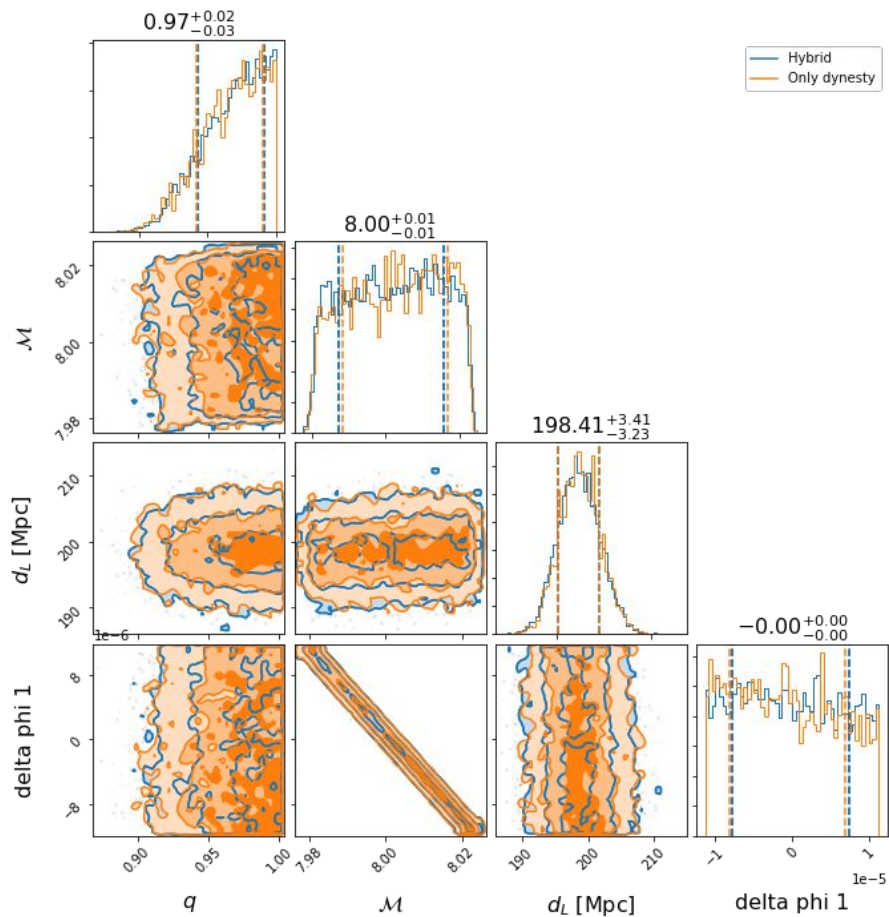 0.97+0.02−0.03
Hybrid
Only dynesty
8.00+0.01−0.01
ℳ
8.02
8.00
7.98
198.41+3.41−3.23
d_L [Mpc]
210
200
190
1e−6
−0.00+0.00−0.00
delta phi 1
8
0
−8
0.90 0.95 1.00
7.98 8.00 8.02
190 200 210
−1 0 1
1e−5
q ℳ d_L [Mpc] delta phi 1